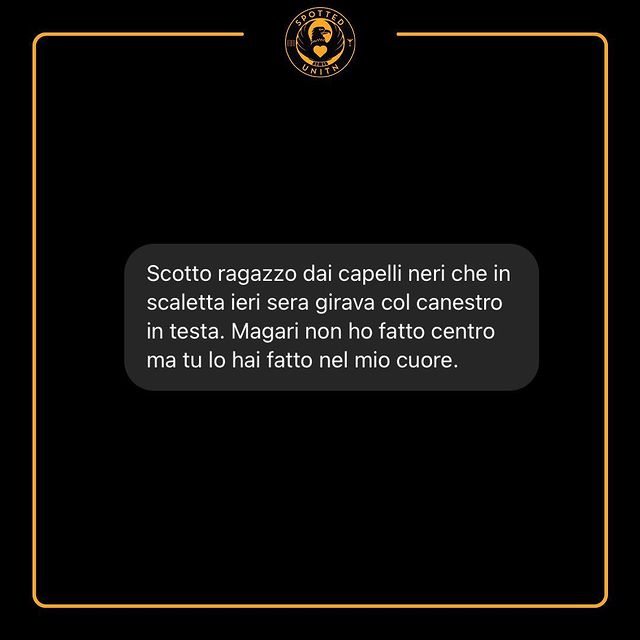 SPOTTED
UNITN
Scotto ragazzo dai capelli neri che in
scaletta ieri sera girava col canestro
in testa. Magari non ho fatto centro
ma tu lo hai fatto nel mio cuore.